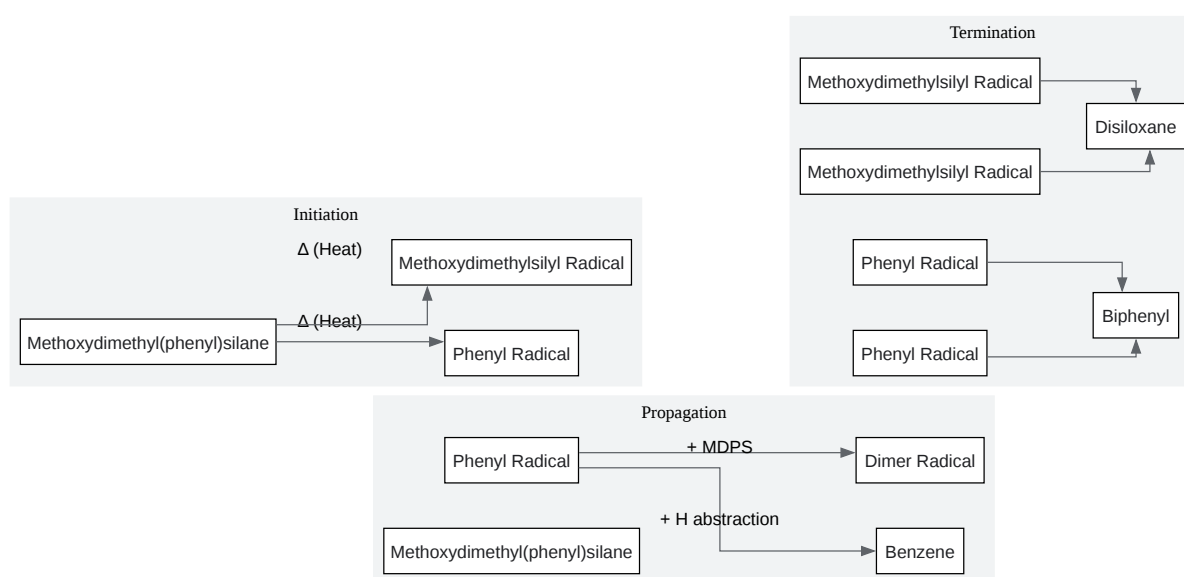 Termination
Methoxydimethylsilyl Radical
Disiloxane
Methoxydimethylsilyl Radical
Phenyl Radical
Biphenyl
Phenyl Radical
Initiation
Δ (Heat)
Methoxydimethylsilyl Radical
Δ (Heat)
Methoxydimethyl(phenyl)silane
Phenyl Radical
Propagation
+ MDPS
Phenyl Radical
Dimer Radical
+ H abstraction
Methoxydimethyl(phenyl)silane
Benzene